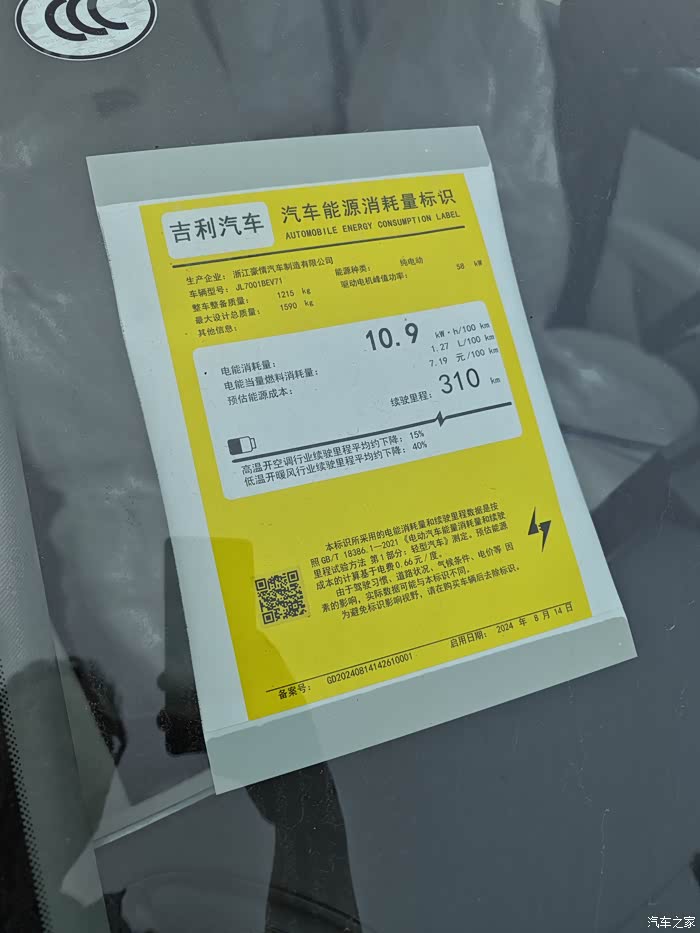 吉利汽车
汽车能源消耗量标识
AUTOMOBILE ENERGY CONSUMPTION LABEL
生产企业: 浙江豪情汽车制造有限公司
车辆型号: JL7001BEV71 能源种类: 纯电动
整车整备质量: 1215 kg 驱动电机峰值功率: 58 kW
最大设计总质量: 1590 kg
其他信息:
电能消耗量: 10.9 kW·h/100 km
电能当量燃料消耗量: 1.27 L/100 km
预估能源成本: 7.19 元/100 km
续驶里程: 310 km
高温开空调行业续驶里程平均约下降: 15%
低温开暖风行业续驶里程平均约下降: 40%
本标识所采用的电能消耗量和续驶里程数据是按
照GB/T 18386.1—2021《电动汽车能量消耗量和续驶
里程试验方法 第1部分: 轻型汽车》测定。预估能源
成本的计算基于电费0.66元/度。
由于驾驶习惯、道路状况、气候条件、电价等 因
素的影响, 实际数据可能与本标识不同。
为避免标识影响视野, 请在购买车辆后去除标识。
备案号: GD20240814142610001 启用日期: 2024 年 8 月 14 日
汽车之家